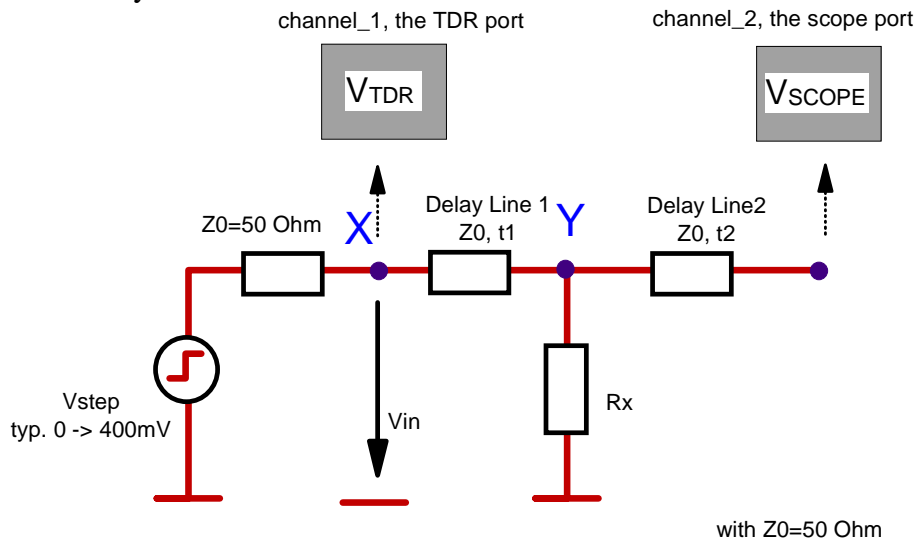 channel_1, the TDR port
channel_2, the scope port
VTDR
VSCOPE
Z0=50 Ohm
X
Delay Line 1
Z0, t1
Y
Delay Line2
Z0, t2
Vstep
typ. 0 -> 400mV
Vin
Rx
with Z0=50 Ohm